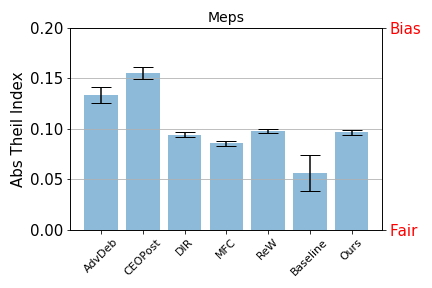 Meps
Abs Theil Index
0.20
0.15
0.10
0.05
0.00
Bias
Fair
AdvDeb
CEOPost
DIR
MFC
ReW
Baseline
Ours